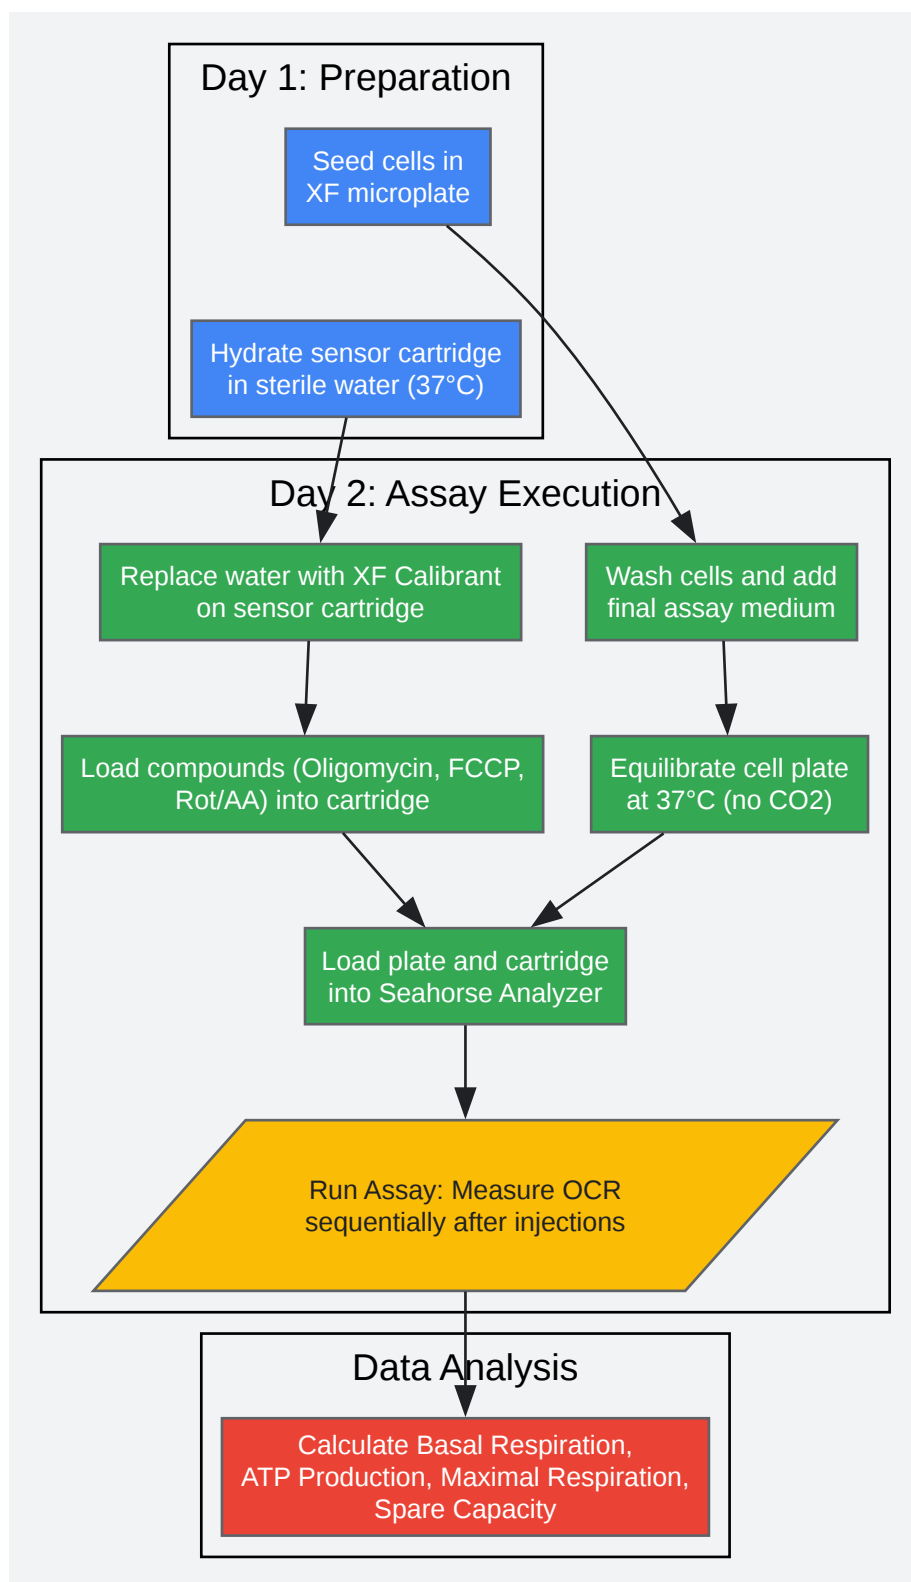 Day 1: Preparation
Seed cells in
XF microplate
Hydrate sensor cartridge
in sterile water (37°C)
Day 2: Assay Execution
Replace water with XF Calibrant
on sensor cartridge
Wash cells and add
final assay medium
Load compounds (Oligomycin, FCCP,
Rot/AA) into cartridge
Equilibrate cell plate
at 37°C (no CO2)
Load plate and cartridge
into Seahorse Analyzer
Run Assay: Measure OCR
sequentially after injections
Data Analysis
Calculate Basal Respiration,
ATP Production, Maximal Respiration,
Spare Capacity